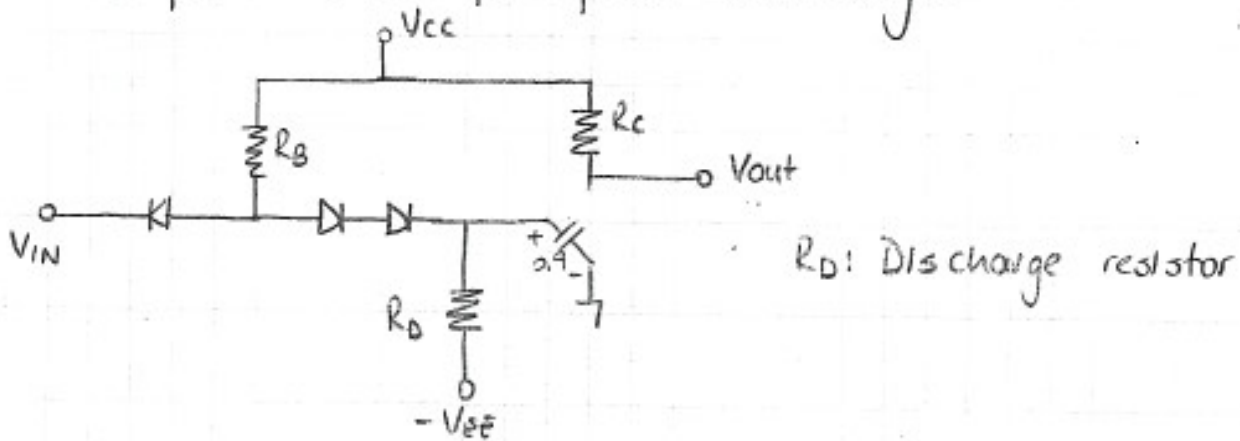 Vcc
RB
Rc
Vout
VIN
+
-
RD
RD: Discharge resistor
-VEE